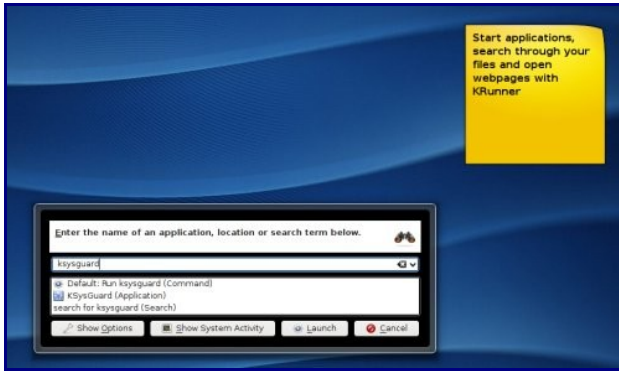 Start applications,
search through your
files and open
webpages with
KRunner
Enter the name of an application, location or search term below.
ksysguard
Default: Run ksysguard (Command)
KSysGuard (Application)
search for ksysguard (Search)
Show Options Show System Activity Launch Cancel